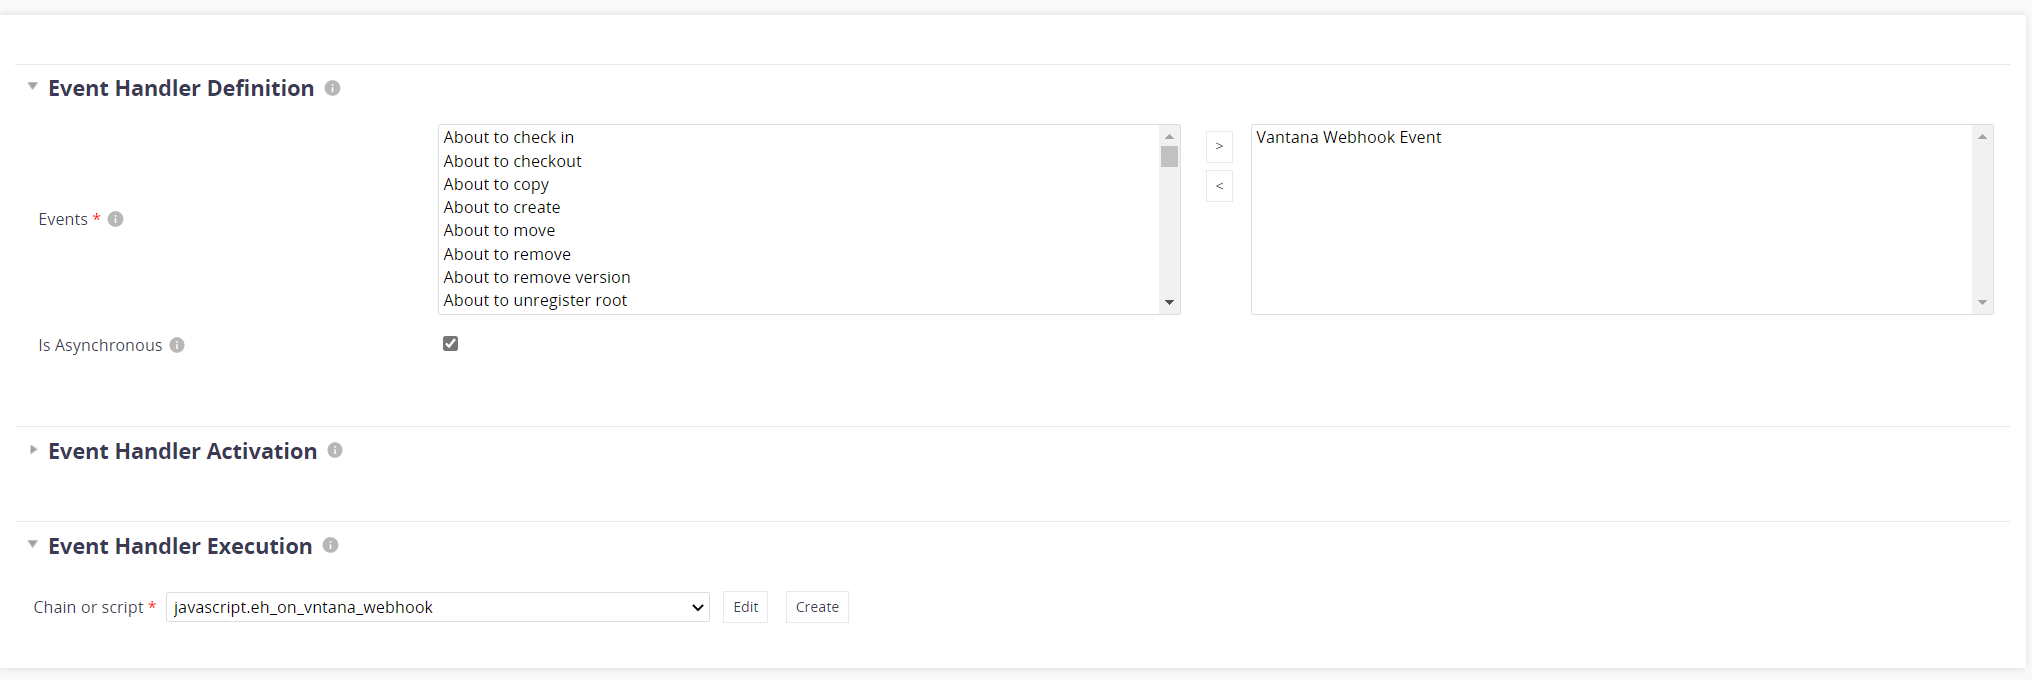 Event Handler Definition
About to check in
About to checkout
About to copy
About to create
About to move
About to remove
About to remove version
About to unregister root
Events *
>
<
Vantana Webhook Event
Is Asynchronous
Event Handler Activation
Event Handler Execution
Chain or script * javascript.eh_on_vntana_webhook Edit Create